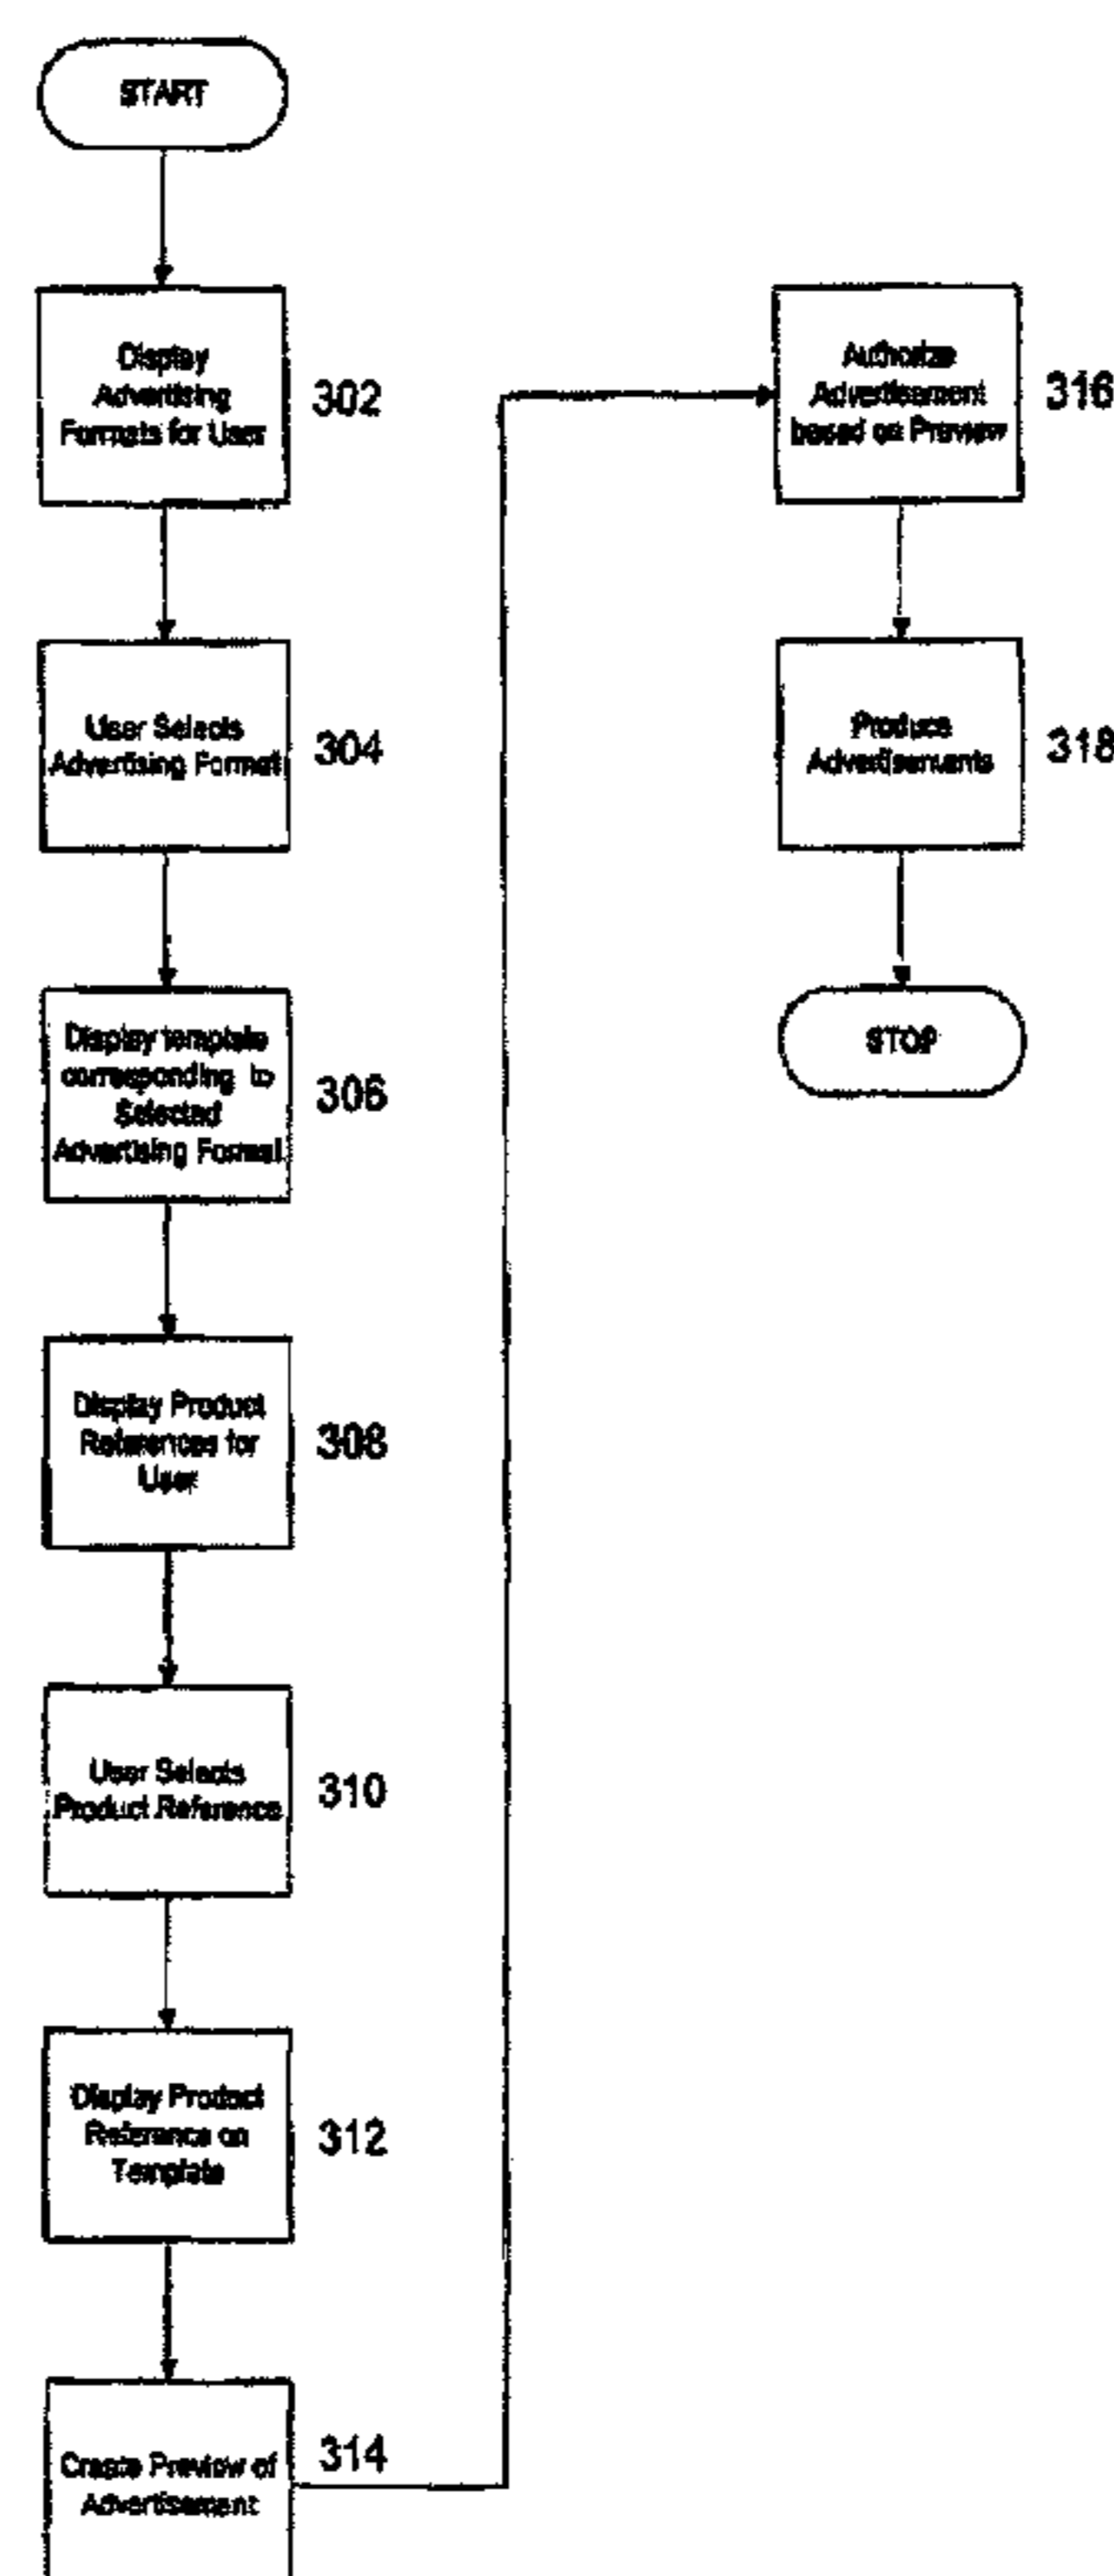 START
Display
Advertising
Formats for User
302
User Selects
Advertising Format
304
Display template
corresponding to
Selected
Advertising Format
306
Display Product
References for
User
308
User Selects
Product Reference
310
Display Product
Reference on
Template
312
Create Preview of
Advertisement
314
Authorize
Advertisement
based on Preview
316
Produce
Advertisements
318
STOP